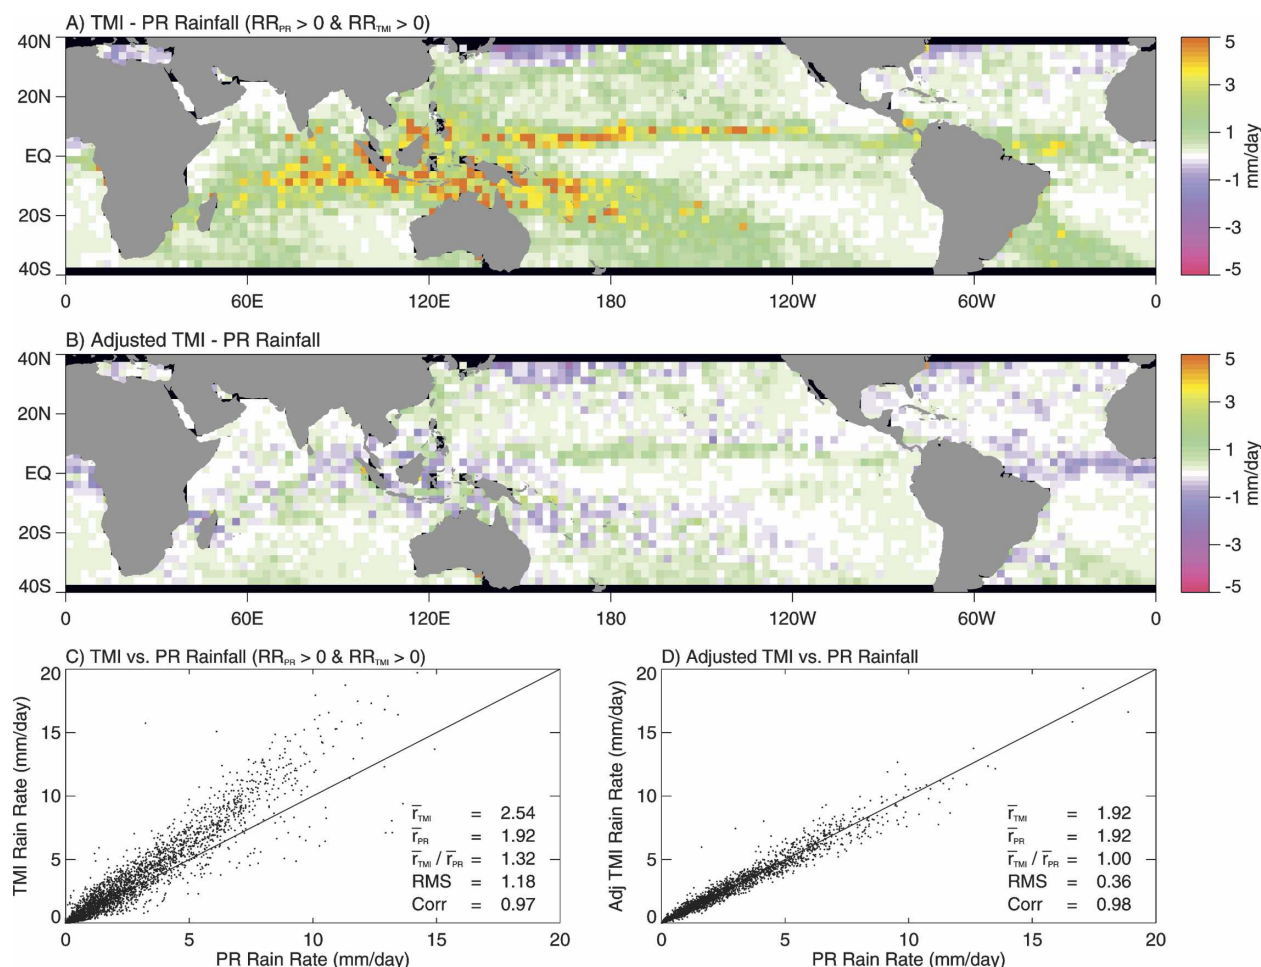 A) TMI - PR Rainfall (RR_PR > 0 & RR_TMI > 0)
40N
20N
EQ
20S
40S
0 60E 120E 180 120W 60W 0
5
3
1
-1
-3
-5
mm/day
B) Adjusted TMI - PR Rainfall
40N
20N
EQ
20S
40S
0 60E 120E 180 120W 60W 0
5
3
1
-1
-3
-5
mm/day
C) TMI vs. PR Rainfall (RR_PR > 0 & RR_TMI > 0)
TMI Rain Rate (mm/day)
20
15
10
5
0
r̅_TMI = 2.54
r̅_PR = 1.92
r̅_TMI / r̅_PR = 1.32
RMS = 1.18
Corr = 0.97
0 5 10 15 20
PR Rain Rate (mm/day)
D) Adjusted TMI vs. PR Rainfall
Adj TMI Rain Rate (mm/day)
20
15
10
5
0
r̅_TMI = 1.92
r̅_PR = 1.92
r̅_TMI / r̅_PR = 1.00
RMS = 0.36
Corr = 0.98
0 5 10 15 20
PR Rain Rate (mm/day)